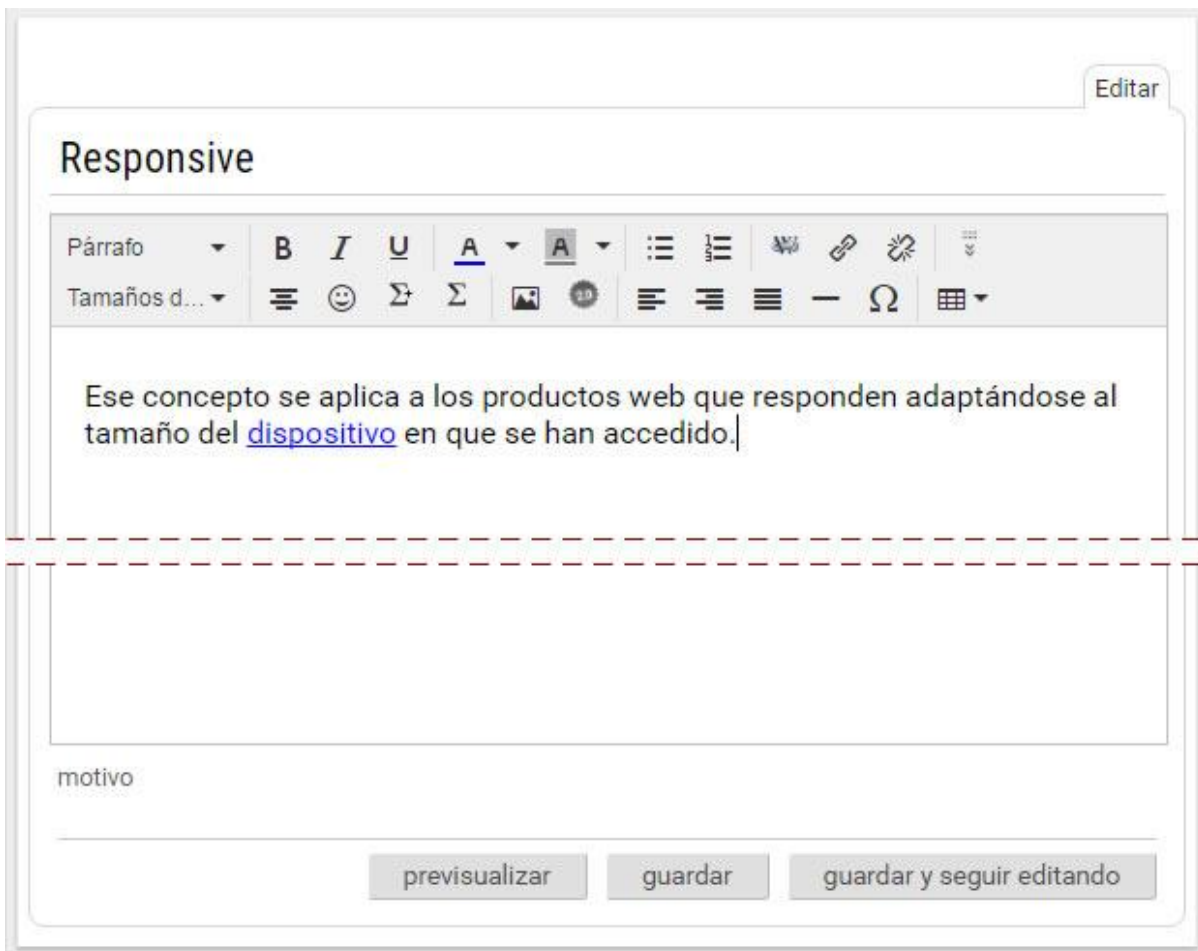 Editar
Responsive
Párrafo B I U A A
Tamaños d... Σ+ Σ Ω
Ese concepto se aplica a los productos web que responden adaptándose al
tamaño del dispositivo en que se han accedido.
motivo
previsualizar guardar guardar y seguir editando